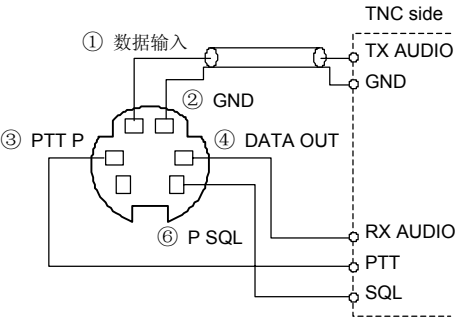 TNC side
① 数据输入
TX AUDIO
GND
② GND
③ PTT P
④ DATA OUT
⑥ P SQL
RX AUDIO
PTT
SQL